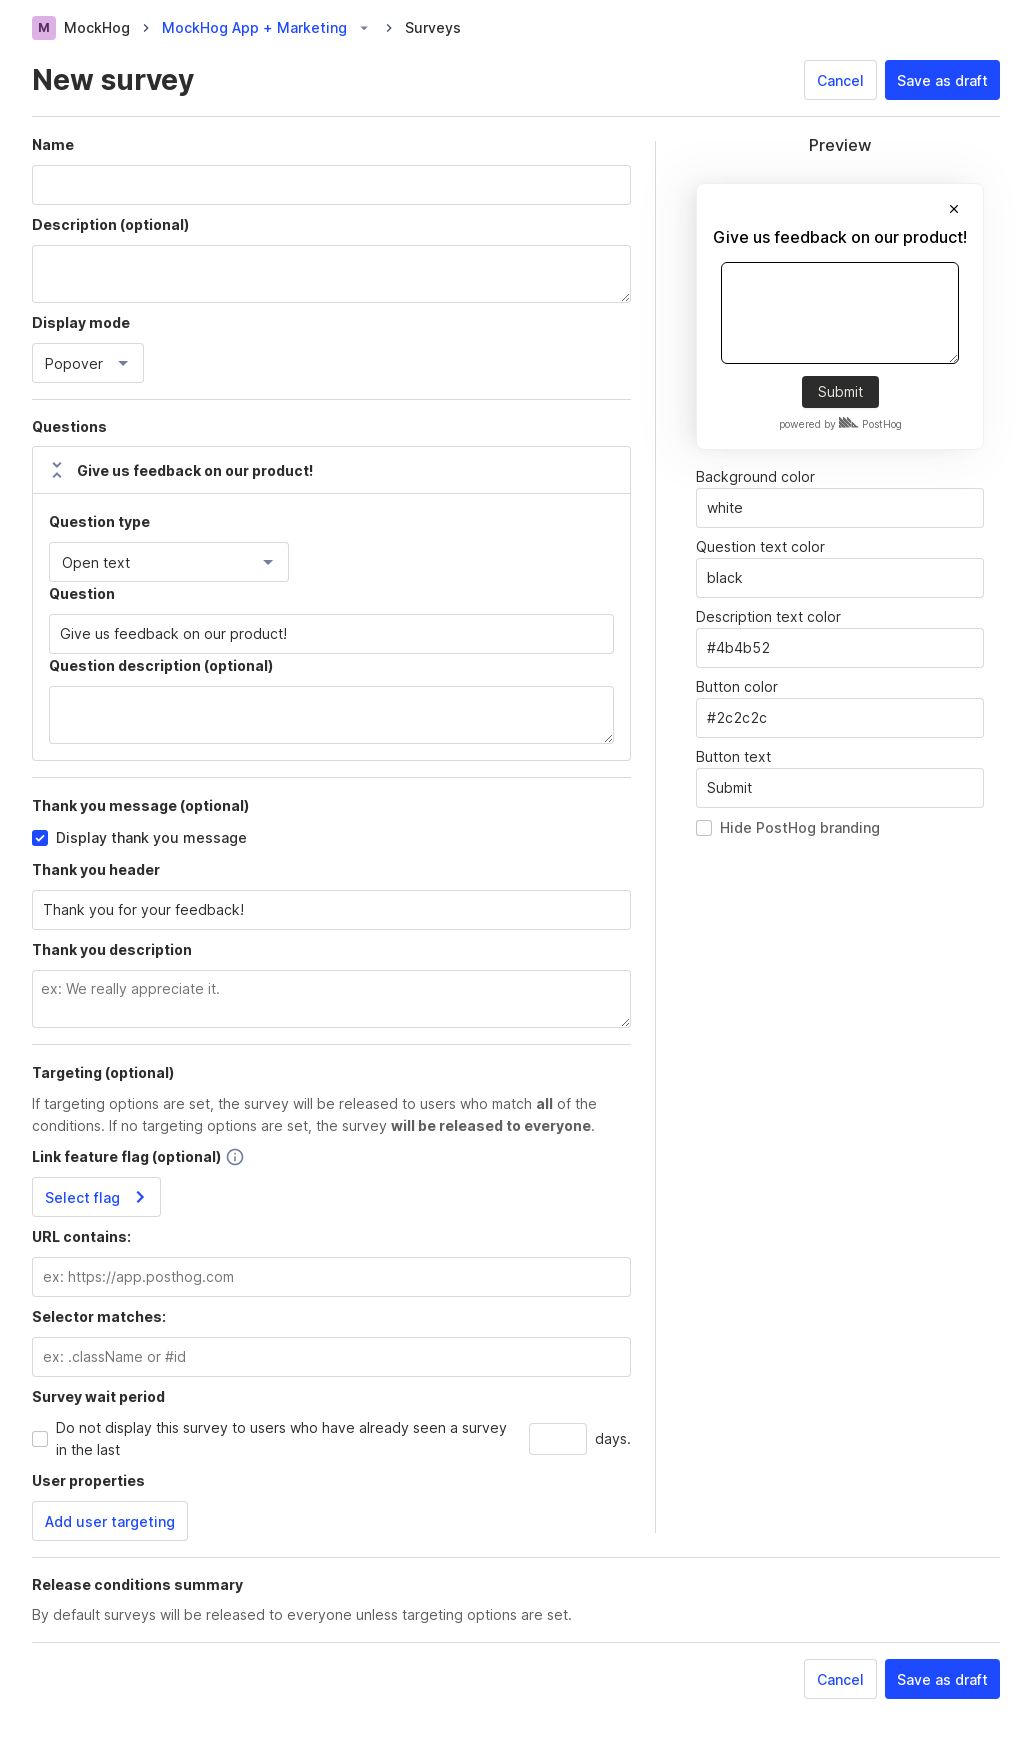 M MockHog MockHog App + Marketing Surveys
New survey
Cancel Save as draft
Name
Description (optional)
Display mode
Popover
Questions
Give us feedback on our product!
Question type
Open text
Question
Give us feedback on our product!
Question description (optional)
Thank you message (optional)
Display thank you message
Thank you header
Thank you for your feedback!
Thank you description
ex: We really appreciate it.
Targeting (optional)
If targeting options are set, the survey will be released to users who match all of the
conditions. If no targeting options are set, the survey will be released to everyone.
Link feature flag (optional)
Select flag
URL contains:
ex: https://app.posthog.com
Selector matches:
ex: .className or #id
Survey wait period
Do not display this survey to users who have already seen a survey
in the last
days.
User properties
Add user targeting
Preview
Give us feedback on our product!
Submit
powered by PostHog
Background color
white
Question text color
black
Description text color
#4b4b52
Button color
#2c2c2c
Button text
Submit
Hide PostHog branding
Release conditions summary
By default surveys will be released to everyone unless targeting options are set.
Cancel Save as draft